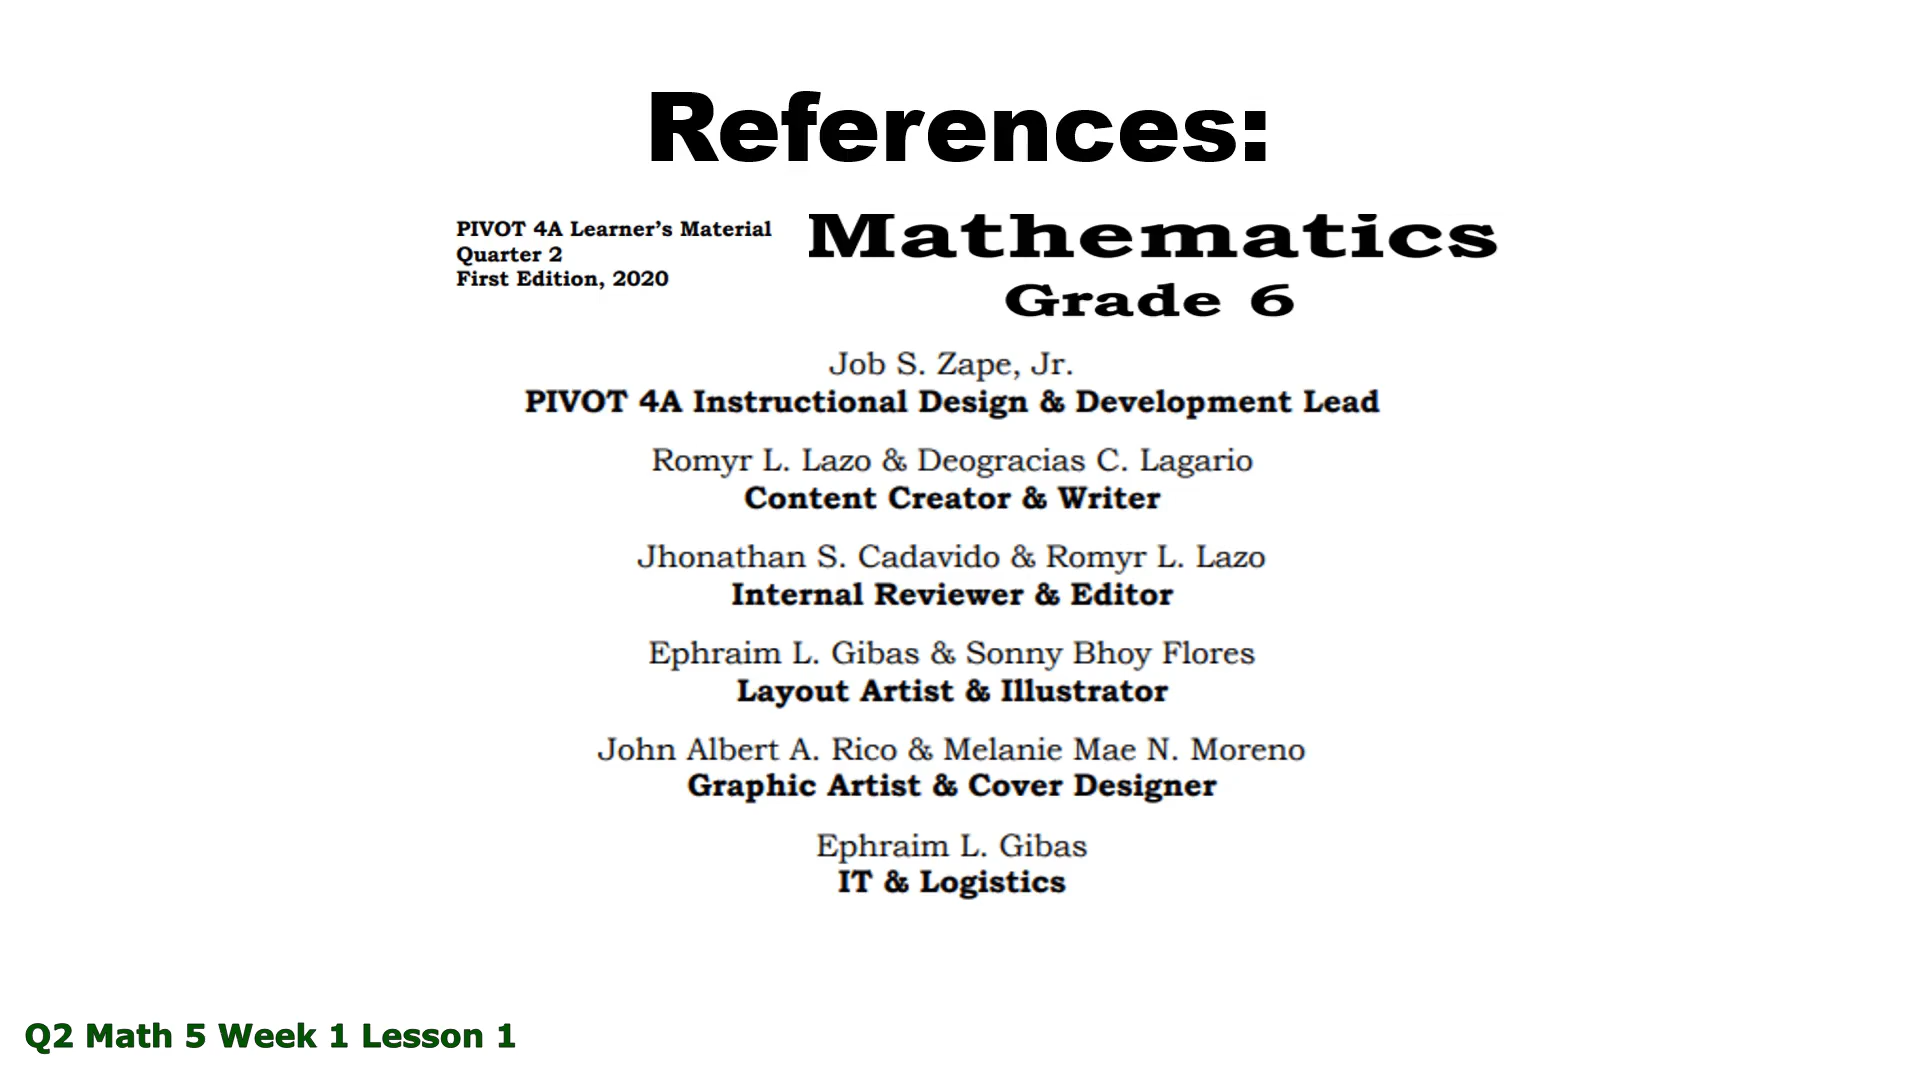 References:
PIVOT 4A Learner’s Material
Quarter 2
First Edition, 2020
Mathematics
Grade 6
Job S. Zape, Jr.
PIVOT 4A Instructional Design & Development Lead
Romyr L. Lazo & Deogracias C. Lagario
Content Creator & Writer
Jhonathan S. Cadavido & Romyr L. Lazo
Internal Reviewer & Editor
Ephraim L. Gibas & Sonny Bhoy Flores
Layout Artist & Illustrator
John Albert A. Rico & Melanie Mae N. Moreno
Graphic Artist & Cover Designer
Ephraim L. Gibas
IT & Logistics
Q2 Math 5 Week 1 Lesson 1